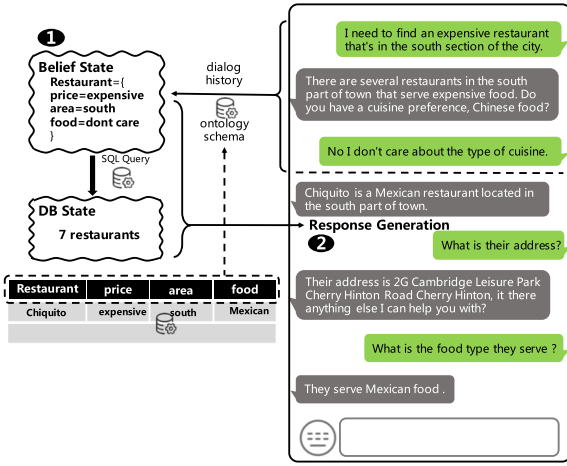 1
Belief State
Restaurant={
price=expensive
area=south
food=dont care
}
SQL Query
DB State
7 restaurants
dialog
history
ontology
schema
Restaurant price area food
Chiquito expensive south Mexican
I need to find an expensive restaurant
that's in the south section of the city.
There are several restaurants in the south
part of town that serve expensive food. Do
you have a cuisine preference, Chinese food?
No I don't care about the type of cuisine.
Chiquito is a Mexican restaurant located in
the south part of town.
Response Generation
2
What is their address?
Their address is 2G Cambridge Leisure Park
Cherry Hinton Road Cherry Hinton, it there
anything else I can help you with?
What is the food type they serve ?
They serve Mexican food .